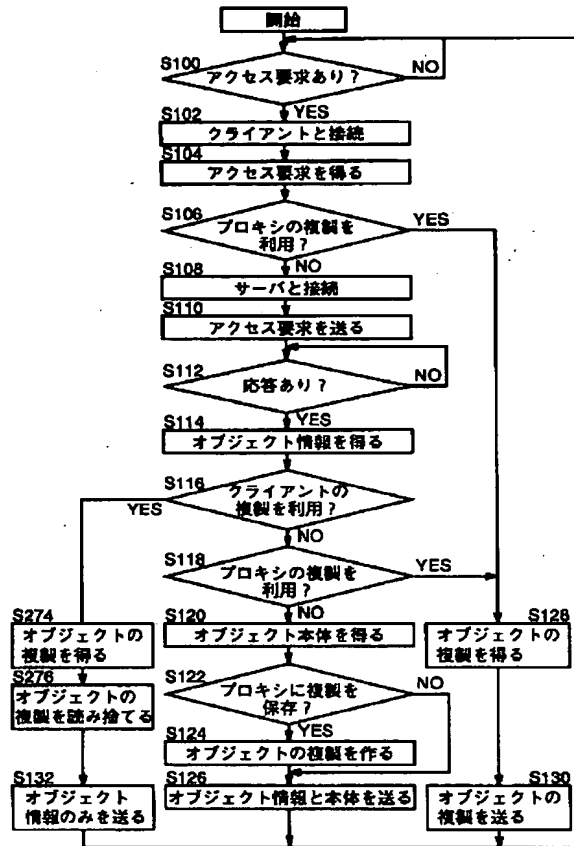 開始
S100
アクセス要求あり？
NO
YES
S102
クライアントと接続
S104
アクセス要求を得る
S106
プロキシの複製を
利用？
YES
NO
S108
サーバと接続
S110
アクセス要求を送る
S112
応答あり？
NO
YES
S114
オブジェクト情報を得る
S116
クライアントの
複製を利用？
YES
NO
S118
プロキシの複製を
利用？
YES
NO
S274
オブジェクトの
複製を得る
S120
オブジェクト本体を得る
S128
オブジェクトの
複製を得る
S276
オブジェクトの
複製を読み捨てる
S122
プロキシに複製を
保存？
NO
YES
S124
オブジェクトの複製を作る
S132
オブジェクト
情報のみを送る
S126
オブジェクト情報と本体を送る
S130
オブジェクトの
複製を送る